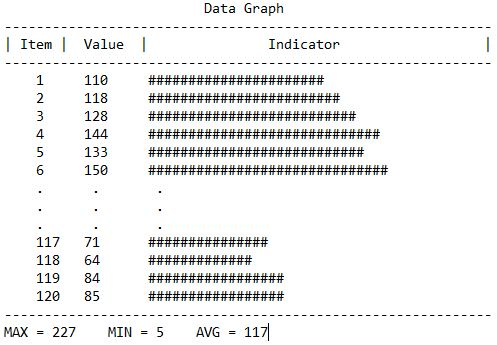 Data Graph
-------------------------------------------------------------
| Item |  Value  |               Indicator                  |
-------------------------------------------------------------
1 110 ######################
2 118 ########################
3 128 ##########################
4 144 #############################
5 133 ###########################
6 150 ##############################
. . .
. . .
. . .
117 71 ###############
118 64 #############
119 84 #################
120 85 #################
-------------------------------------------------------------
MAX = 227    MIN = 5    AVG = 117